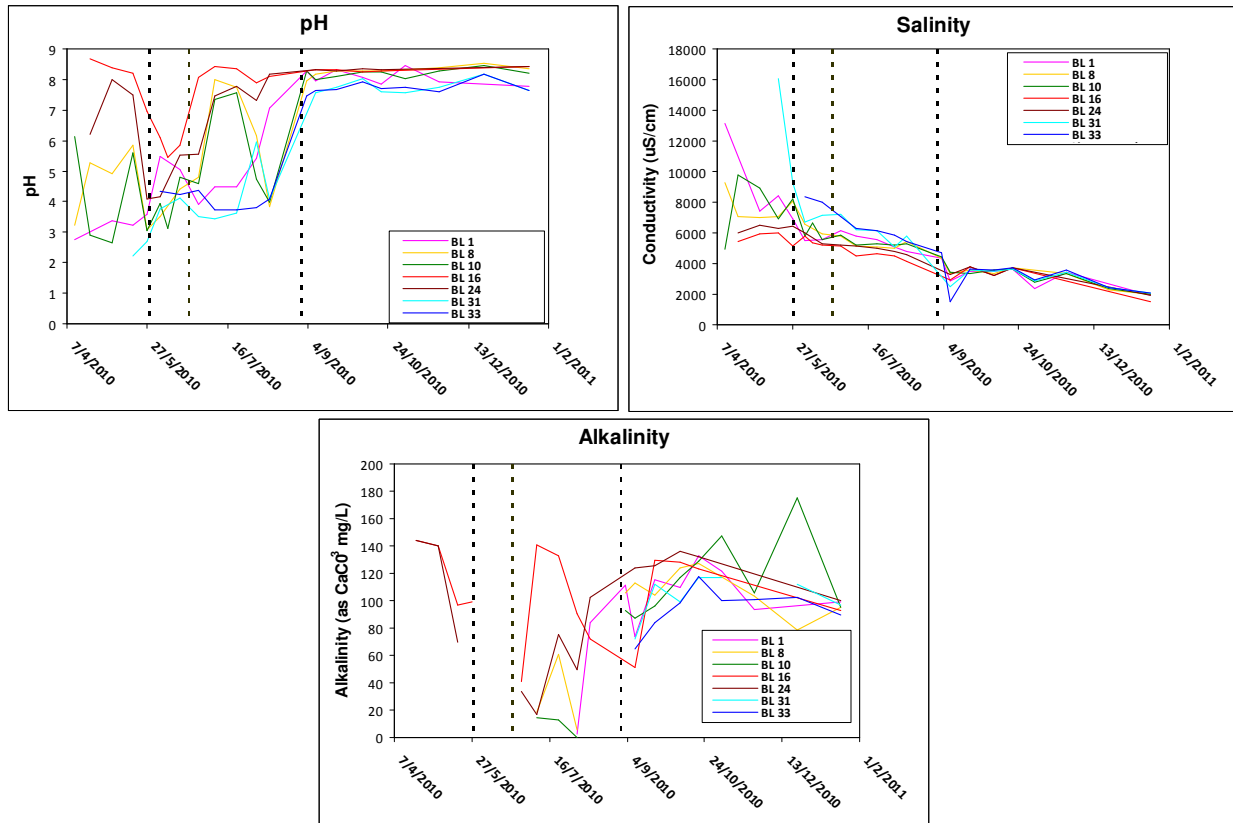 pH
9
8
7
6
5
4
3
2
1
0
pH
BL 1
BL 8
BL 10
BL 16
BL 24
BL 31
BL 33
7/4/2010
27/5/2010
16/7/2010
4/9/2010
24/10/2010
13/12/2010
1/2/2011
Salinity
18000
16000
14000
12000
10000
8000
6000
4000
2000
0
Conductivity (uS/cm)
BL 1
BL 8
BL 10
BL 16
BL 24
BL 31
BL 33
7/4/2010
27/5/2010
16/7/2010
4/9/2010
24/10/2010
13/12/2010
1/2/2011
Alkalinity
200
180
160
140
120
100
80
60
40
20
0
Alkalinity (as CaC0³ mg/L)
BL 1
BL 8
BL 10
BL 16
BL 24
BL 31
BL 33
7/4/2010
27/5/2010
16/7/2010
4/9/2010
24/10/2010
13/12/2010
1/2/2011